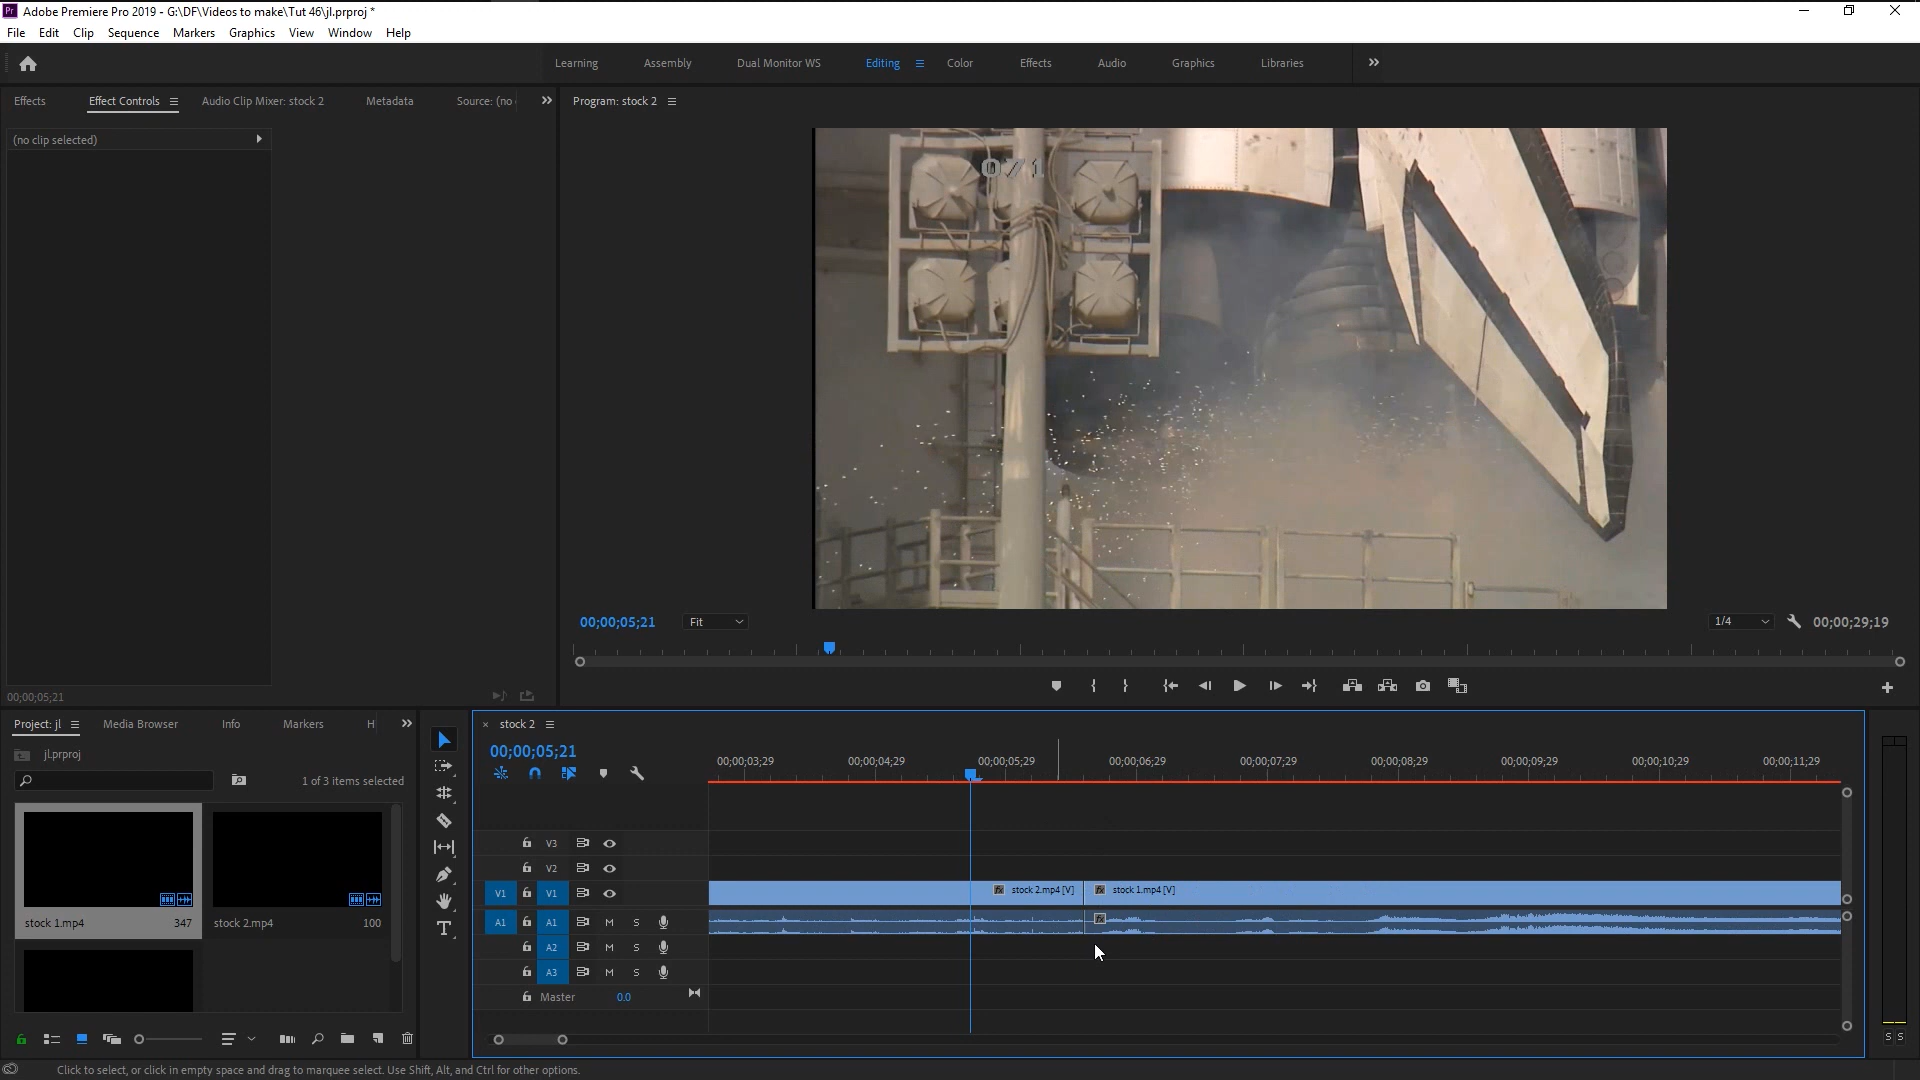 Pr Adobe Premiere Pro 2019 - G:\DF\Videos to make\Tut 46\jl.prproj *
File Edit Clip Sequence Markers Graphics View Window Help
Learning Assembly Dual Monitor WS Editing Color Effects Audio Graphics Libraries
Effects Effect Controls Audio Clip Mixer: stock 2 Metadata Source: (no
Program: stock 2
(no clip selected)
071
00;00;05;21 Fit 1/4 00;00;29;19
00;00;05;21
Project: jl Media Browser Info Markers H
jl.prproj
1 of 3 items selected
stock 1.mp4 347
stock 2.mp4 100
× stock 2
00;00;05;21
00;00;03;29 00;00;04;29 00;00;05;29 00;00;06;29 00;00;07;29 00;00;08;29 00;00;09;29 00;00;10;29 00;00;11;29
V3
V2
V1 V1 fx stock 2.mp4 [V] fx stock 1.mp4 [V]
A1 A1 M S fx
A2 M S
A3 M S
Master 0.0
S S
Click to select, or click in empty space and drag to marquee select. Use Shift, Alt, and Ctrl for other options.